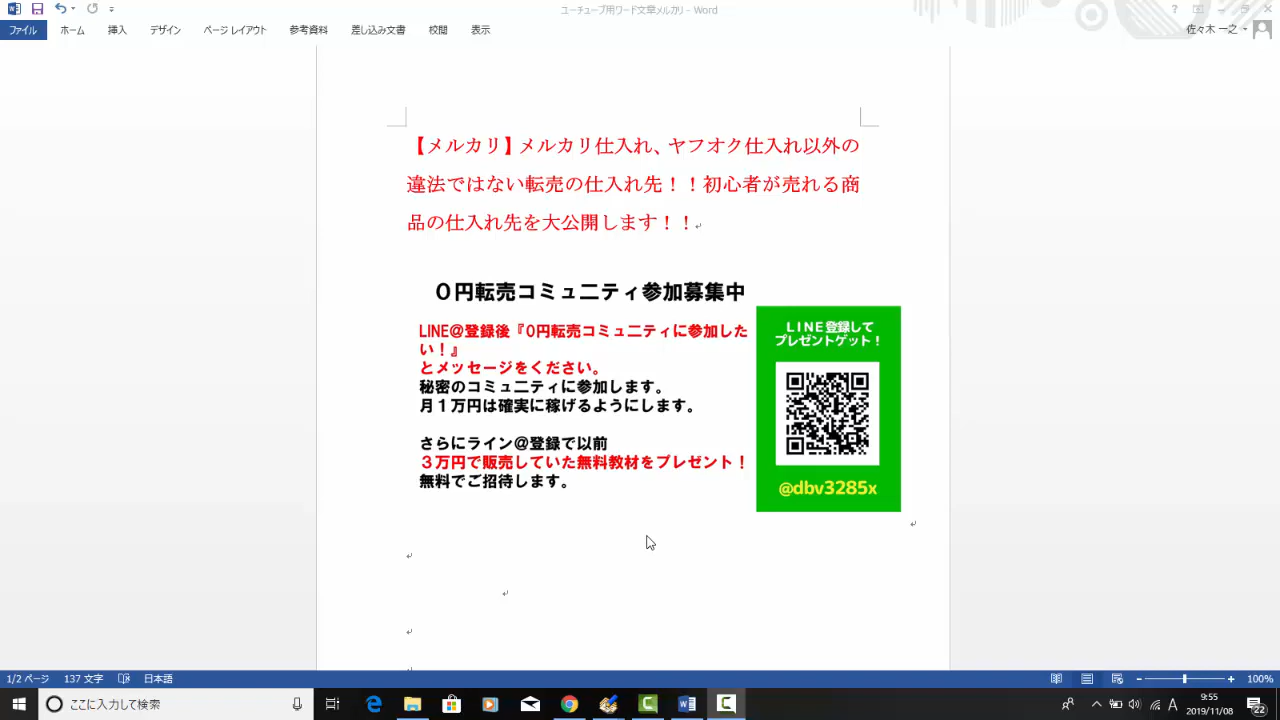 ユーチューブ用ワード文章メルカリ - Word
ファイル ホーム 挿入 デザイン ページ レイアウト 参考資料 差し込み文書 校閲 表示 佐々木 一之
【メルカリ】メルカリ仕入れ、ヤフオク仕入れ以外の
違法ではない転売の仕入れ先！！初心者が売れる商
品の仕入れ先を大公開します！！
０円転売コミュニティ参加募集中
LINE@登録後『0円転売コミュニティに参加した
い！』
とメッセージをください。
秘密のコミュニティに参加します。
月１万円は確実に稼げるようにします。
さらにライン@登録で以前
３万円で販売していた無料教材をプレゼント！
無料でご招待します。
ＬＩＮＥ登録して
プレゼントゲット！
@dbv3285x
1/2 ページ 137 文字 日本語 100%
ここに入力して検索
A 9:55
2019/11/08 22